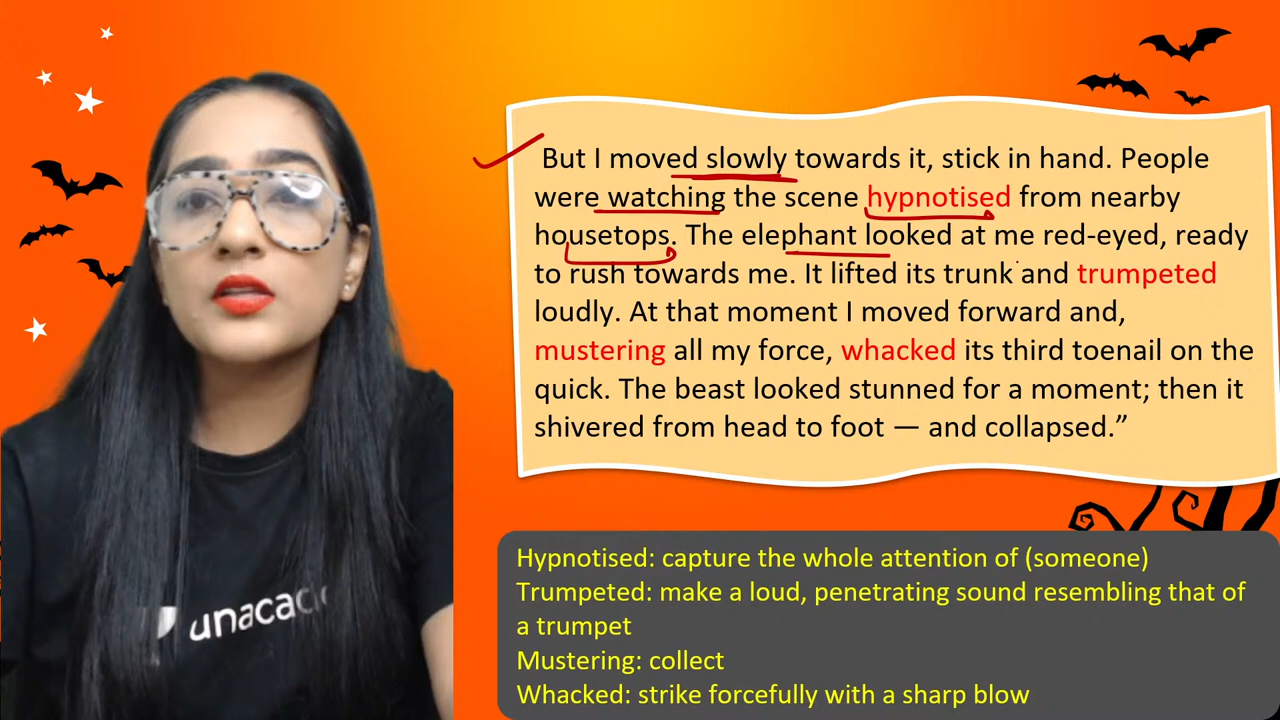 But I moved slowly towards it, stick in hand. People
were watching the scene hypnotised from nearby
housetops. The elephant looked at me red-eyed, ready
to rush towards me. It lifted its trunk and trumpeted
loudly. At that moment I moved forward and,
mustering all my force, whacked its third toenail on the
quick. The beast looked stunned for a moment; then it
shivered from head to foot — and collapsed.”
Hypnotised: capture the whole attention of (someone)
Trumpeted: make a loud, penetrating sound resembling that of
a trumpet
Mustering: collect
Whacked: strike forcefully with a sharp blow